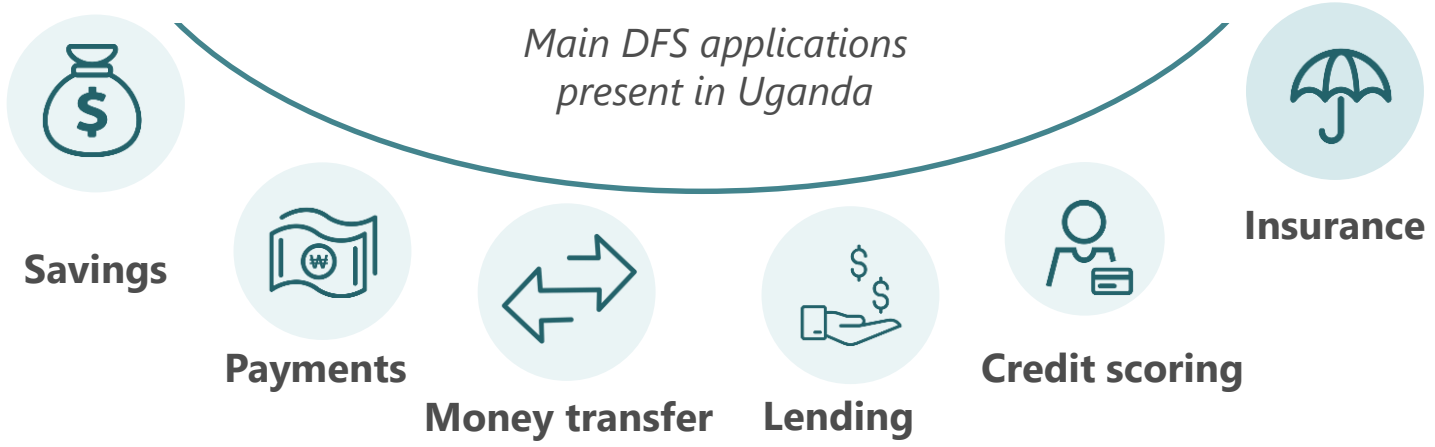 Main DFS applications
present in Uganda
$
Savings
₩
Payments
Money transfer
$
$
Lending
Credit scoring
Insurance